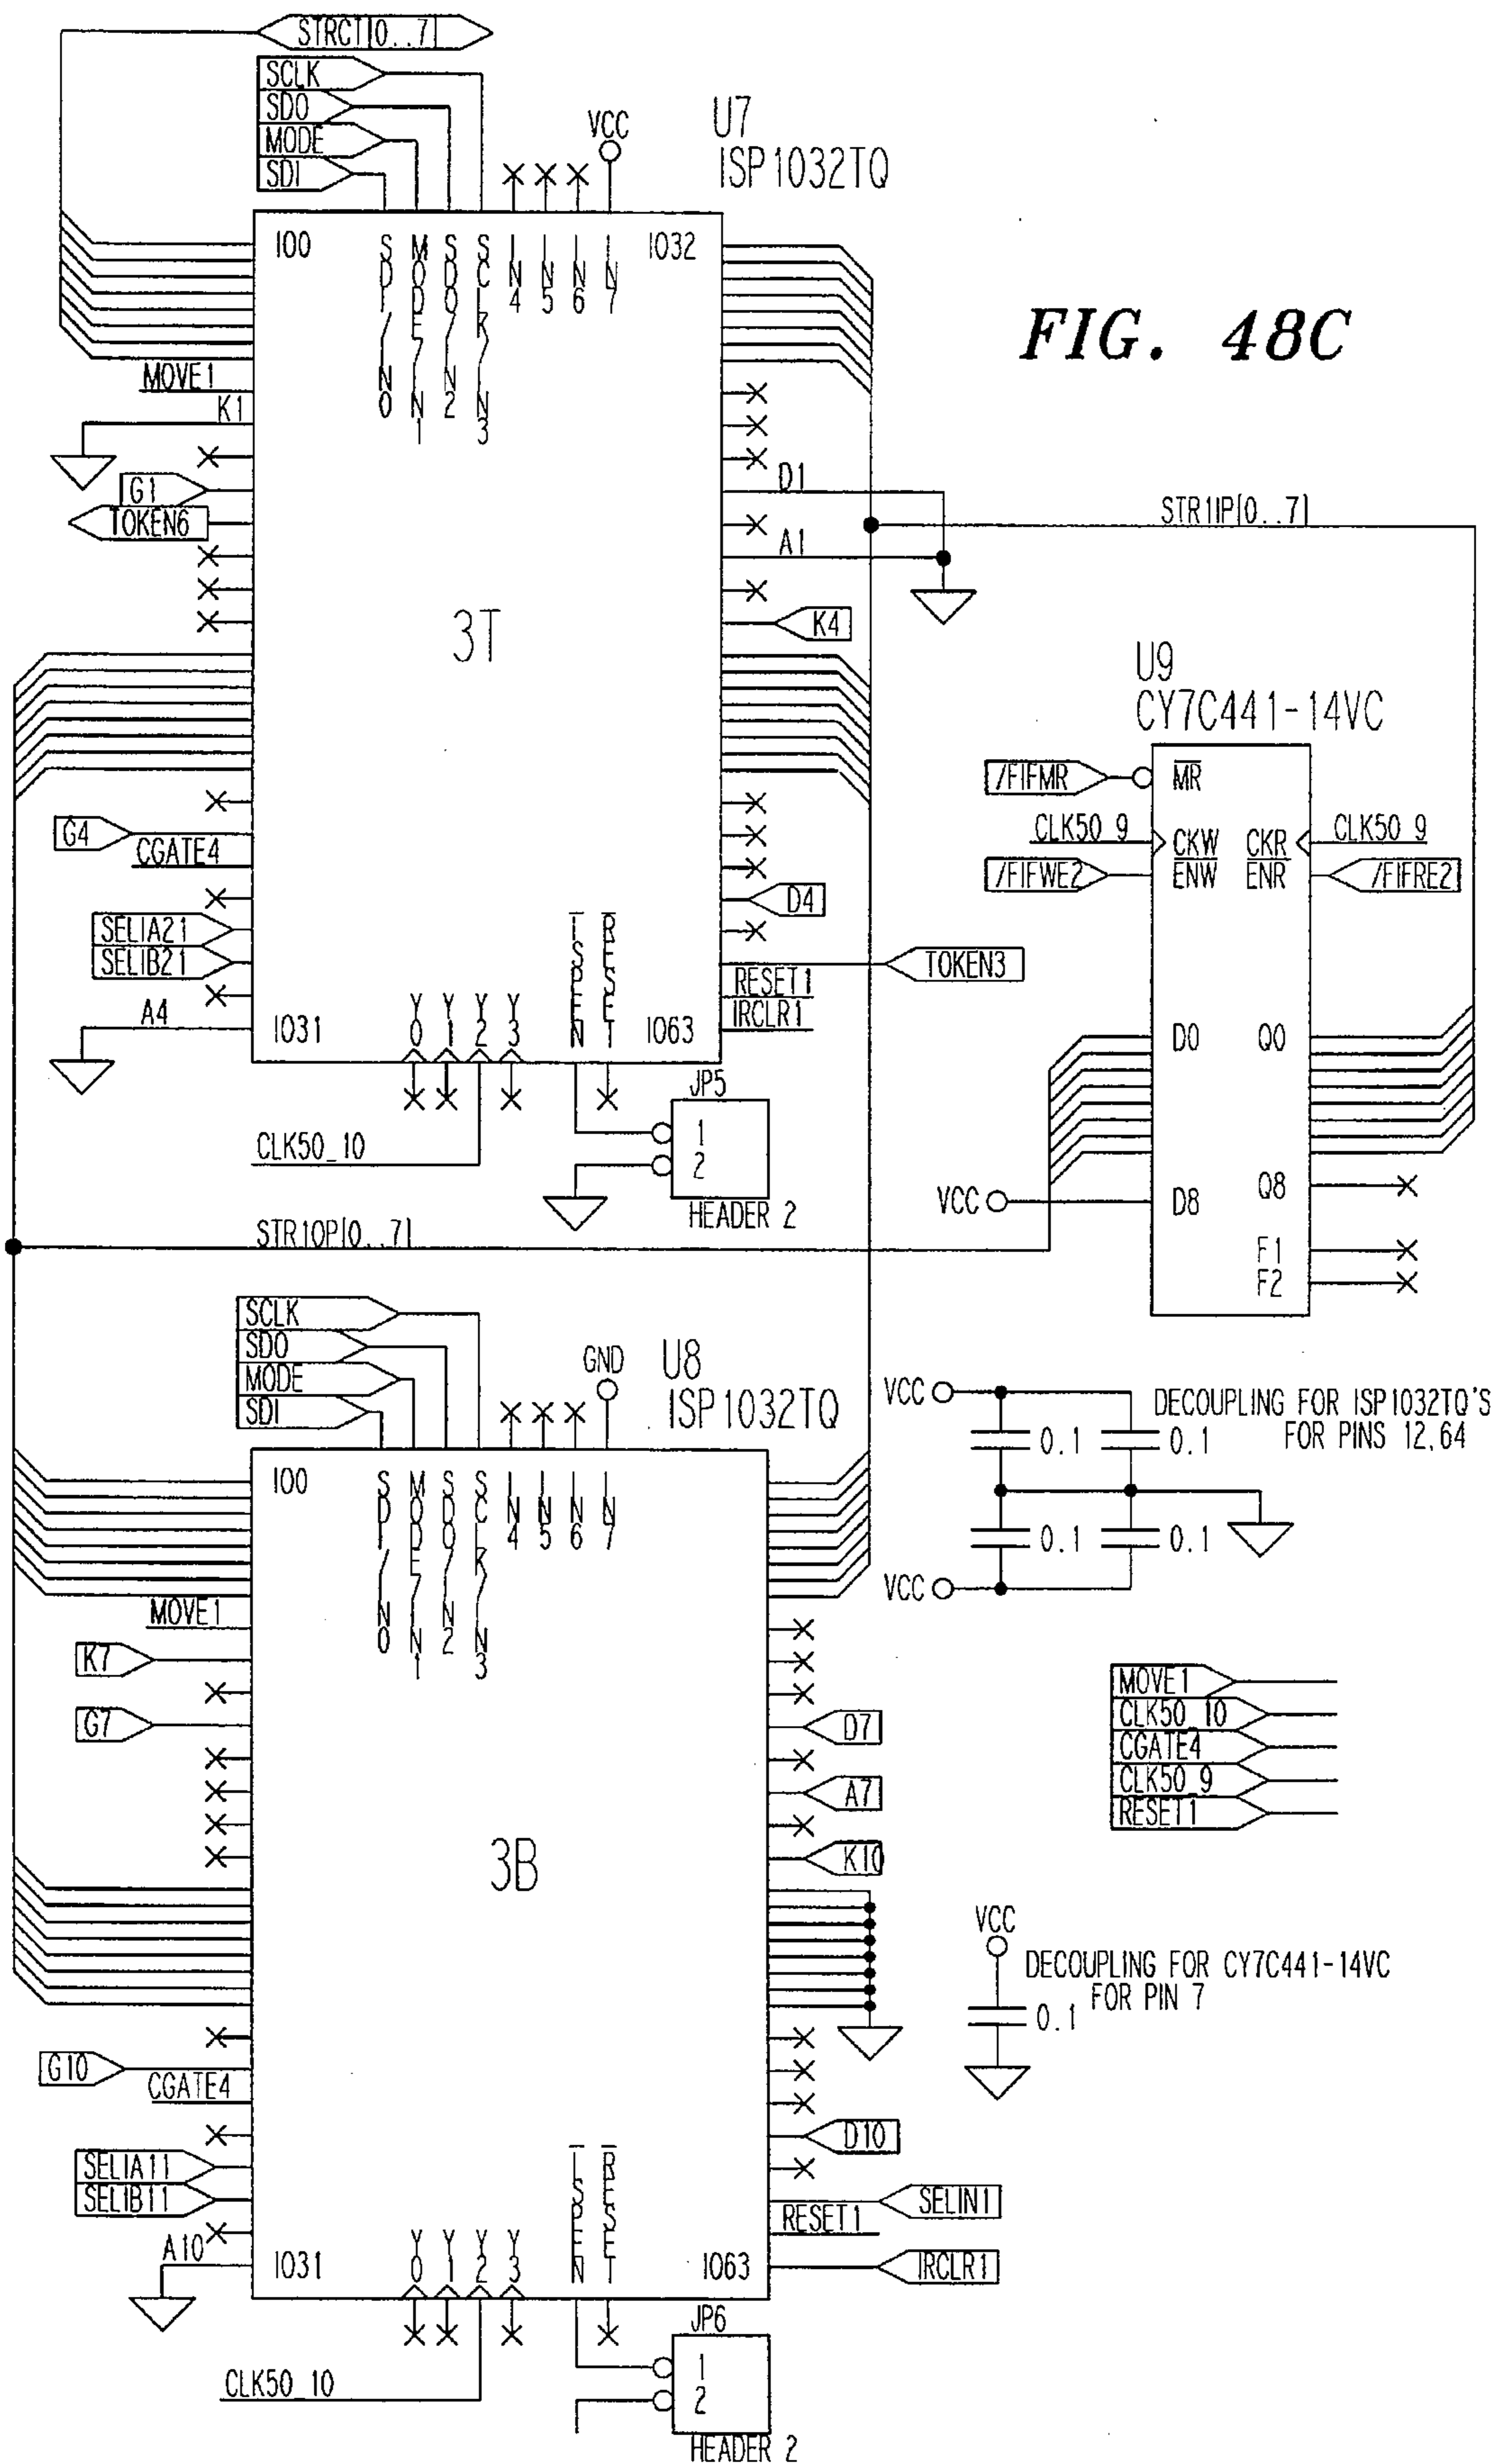 STRCT[0..7]
SCLK
SDO
MODE
SDI
VCC
U7
ISP1032TQ
IO0
SDI/IN0
MODE/IN1
SDO/IN2
SCLK/IN3
IN4
IN5
IN6
IN7
IO32
FIG. 48C
MOVE1
K1
G1
TOKEN6
D1
A1
STR1IP[0..7]
3T
K4
U9
CY7C441-14VC
/FIFMR
MR
CLK50_9
CKW
CKR
CLK50_9
/FIFWE2
ENW
ENR
/FIFRE2
G4
CGATE4
D4
SELIA21
SELIB21
TOKEN3
RESET1
IRCLR1
A4
IO31
Y0
Y1
Y2
Y3
ISPEN
RESET
IO63
D0
Q0
JP5
1
2
HEADER 2
CLK50_10
VCC
D8
Q8
F1
F2
STR1OP[0..7]
SCLK
SDO
MODE
SDI
GND
U8
ISP1032TQ
VCC
DECOUPLING FOR ISP1032TQ'S
FOR PINS 12,64
0.1
0.1
0.1
0.1
VCC
IO0
SDI/IN0
MODE/IN1
SDO/IN2
SCLK/IN3
IN4
IN5
IN6
IN7
MOVE1
K7
G7
D7
A7
K10
3B
MOVE1
CLK50_10
CGATE4
CLK50_9
RESET1
VCC
DECOUPLING FOR CY7C441-14VC
FOR PIN 7
0.1
G10
CGATE4
D10
SELIA11
SELIB11
SELIN1
RESET1
IRCLR1
A10
IO31
Y0
Y1
Y2
Y3
ISPEN
RESET
IO63
JP6
1
2
HEADER 2
CLK50_10